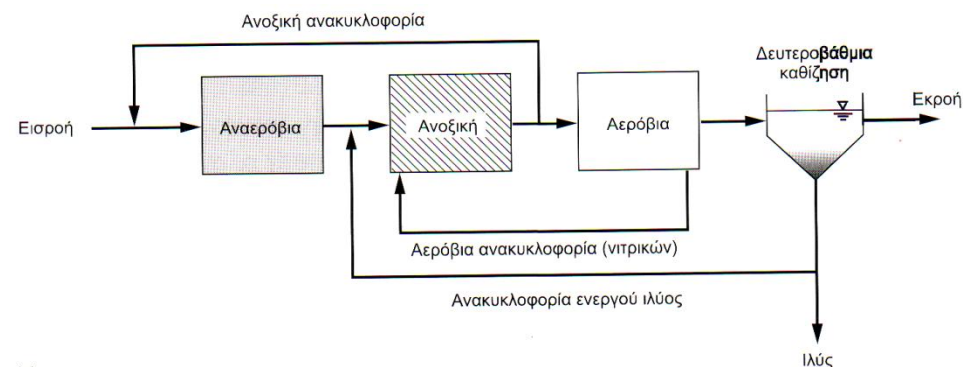 Ανοξική ανακυκλοφορία
Δευτεροβάθμια
καθίζηση
Εισροή
Αναερόβια
Ανοξική
Αερόβια
Εκροή
Αερόβια ανακυκλοφορία (νιτρικών)
Ανακυκλοφορία ενεργού ιλύος
Ιλύς